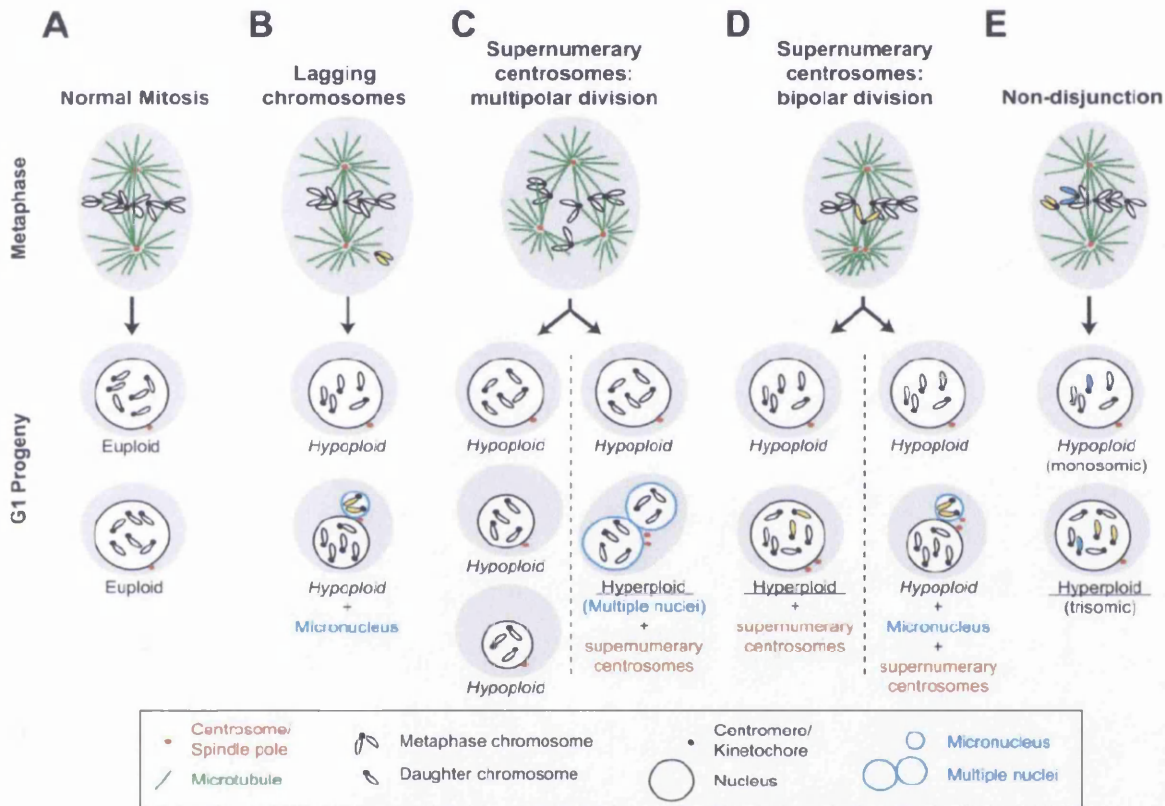 A
Normal Mitosis
B
Lagging
chromosomes
C
Supernumerary
centrosomes:
multipolar division
D
Supernumerary
centrosomes:
bipolar division
E
Non-disjunction
Metaphase
G1 Progeny
Euploid
Euploid
Hypoploid
Hypoploid
+
Micronucleus
Hypoploid
Hypoploid
Hypoploid
Hypoploid
Hyperploid
(Multiple nuclei)
+
supernumerary
centrosomes
Hypoploid
Hyperploid
+
supernumerary
centrosomes
Hypoploid
Hypoploid
+
Micronucleus
+
supernumerary
centrosomes
Hypoploid
(monosomic)
Hyperploid
(trisomic)
Centrosome/
Spindle pole
Microtubule
Metaphase chromosome
Daughter chromosome
Centromero/
Kinetochore
Nucleus
Micronucleus
Multiple nuclei